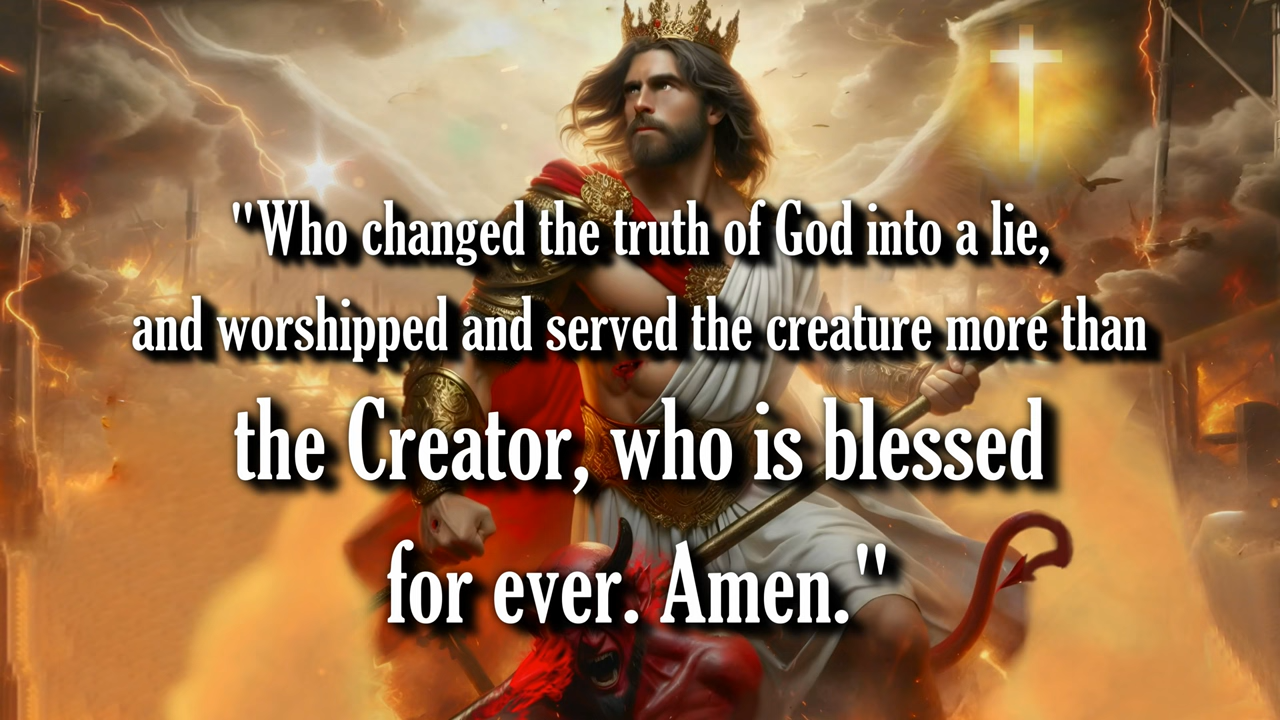 "Who changed the truth of God into a lie,
and worshipped and served the creature more than
the Creator, who is blessed
for ever. Amen."